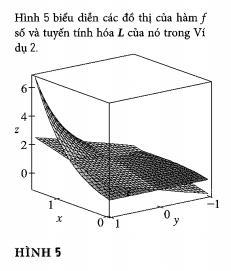 Hình 5 biểu diễn các đồ thị của hàm f
số và tuyến tính hóa L của nó trong Ví
dụ 2.
6
4
z
2
0
1
x
0
1
0
y
−1
HÌNH 5